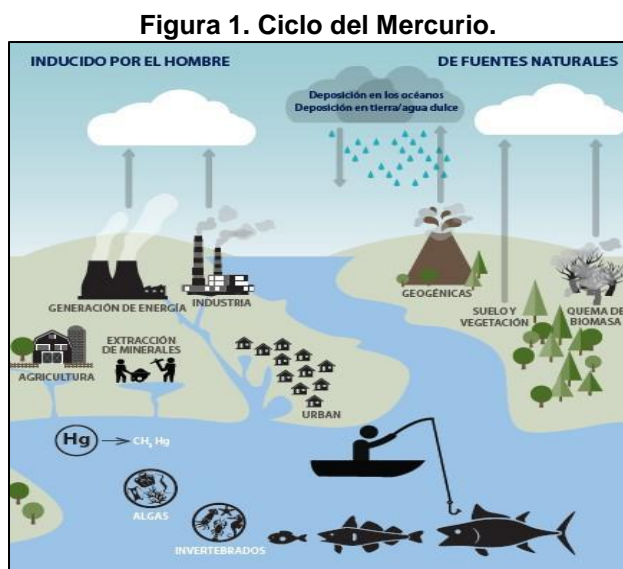 Figura 1. Ciclo del Mercurio.
INDUCIDO POR EL HOMBRE
DE FUENTES NATURALES
Deposición en los océanos
Deposición en tierra/agua dulce
GENERACIÓN DE ENERGÍA
INDUSTRIA
GEOGÉNICAS
SUELO Y
VEGETACIÓN
QUEMA DE
BIOMASA
AGRICULTURA
EXTRACCIÓN
DE MINERALES
URBAN
Hg → CH₃ Hg
ALGAS
INVERTEBRADOS